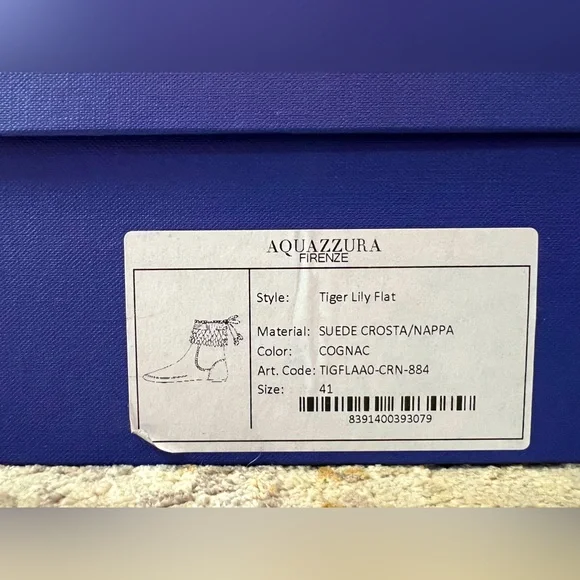 AQUAZZURA
FIRENZE
Style: Tiger Lily Flat
Material: SUEDE CROSTA/NAPPA
Color: COGNAC
Art. Code: TIGFLAA0-CRN-884
Size: 41
8391400393079